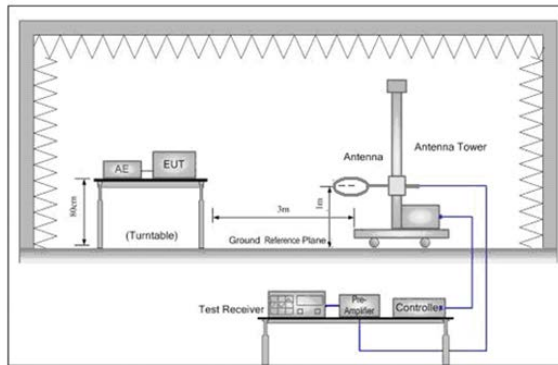 AE
EUT
80cm
(Turntable)
3m
Antenna
Antenna Tower
1m
Ground Reference Plane
Test Receiver
Pre-
Amplifier
Controller